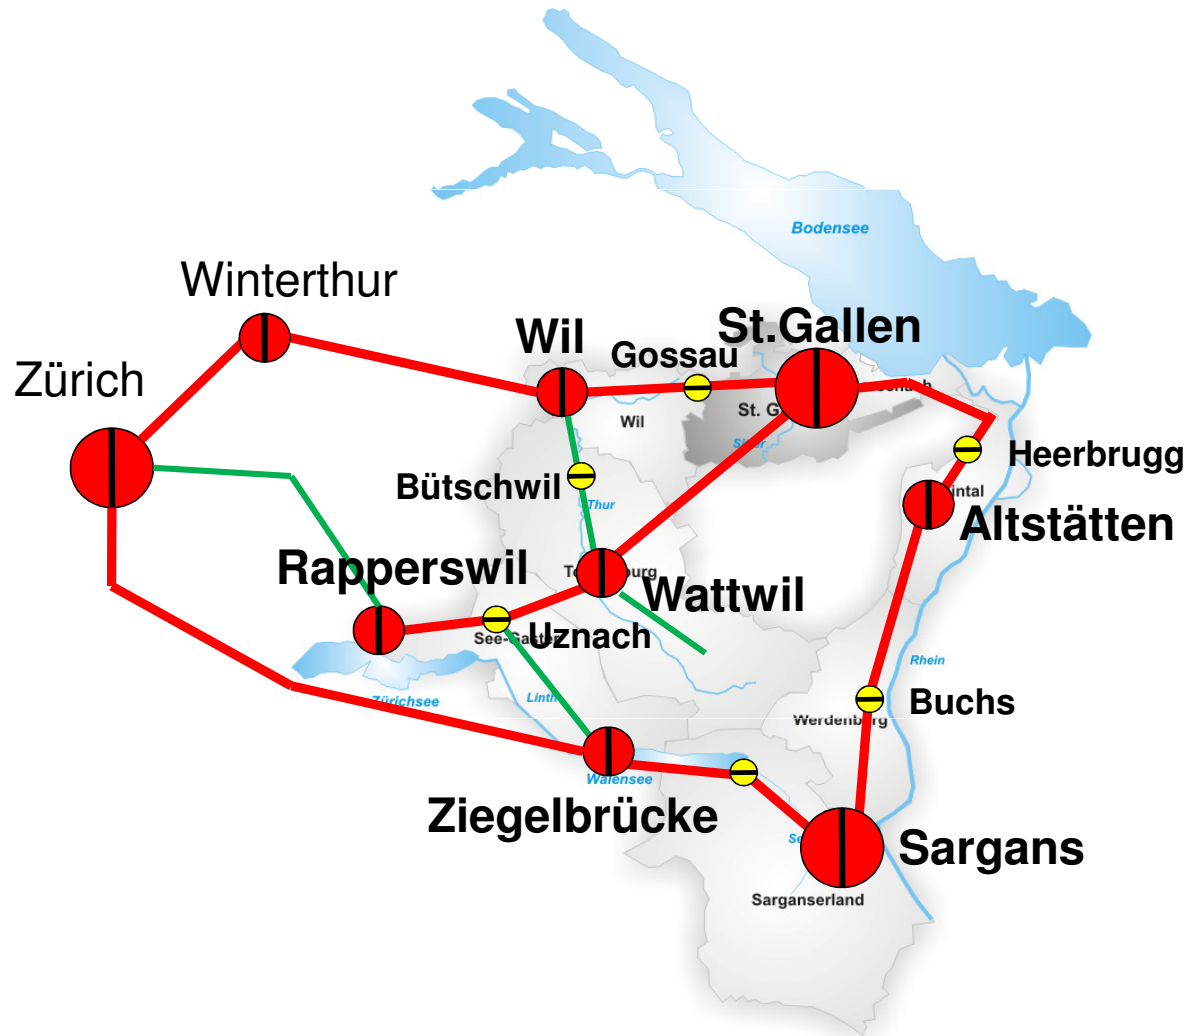 Bodensee
Winterthur
Zürich
Wil
Gossau
St.Gallen
Wil
St. G
Heerbrugg
Bütschwil
Thur
intal
Altstätten
Rapperswil
Wattwil
Uznach
Rhein
Zürichsee
Linth
Buchs
Werdenberg
Walensee
Ziegelbrücke
Sargans
Sarganserland